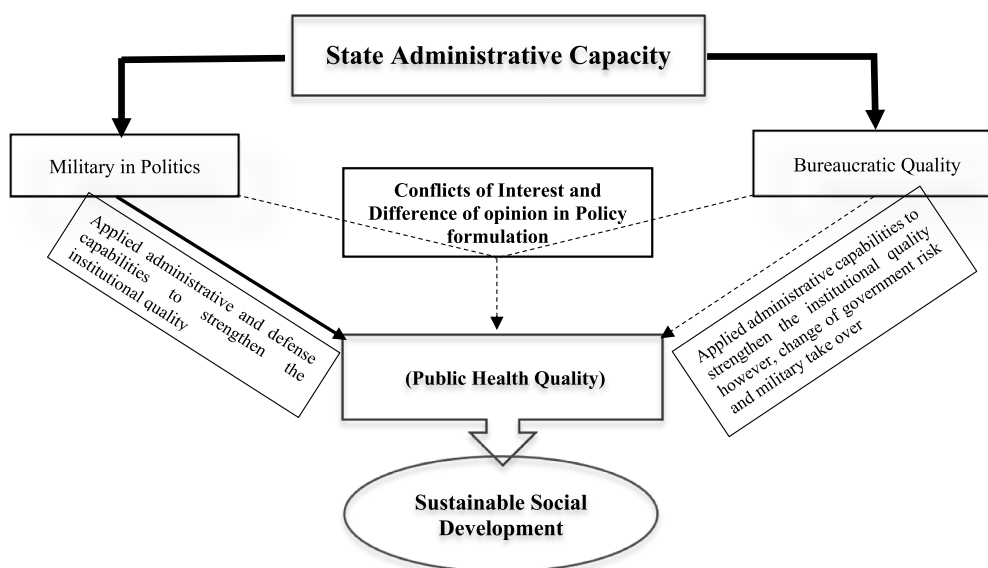 State Administrative Capacity
Military in Politics
Bureaucratic Quality
Conflicts of Interest and
Difference of opinion in Policy
formulation
Applied administrative and defense
capabilities to strengthen the
institutional quality
Applied administrative capabilities to
strengthen the institutional quality
however, change of government risk
and military take over
(Public Health Quality)
Sustainable Social
Development